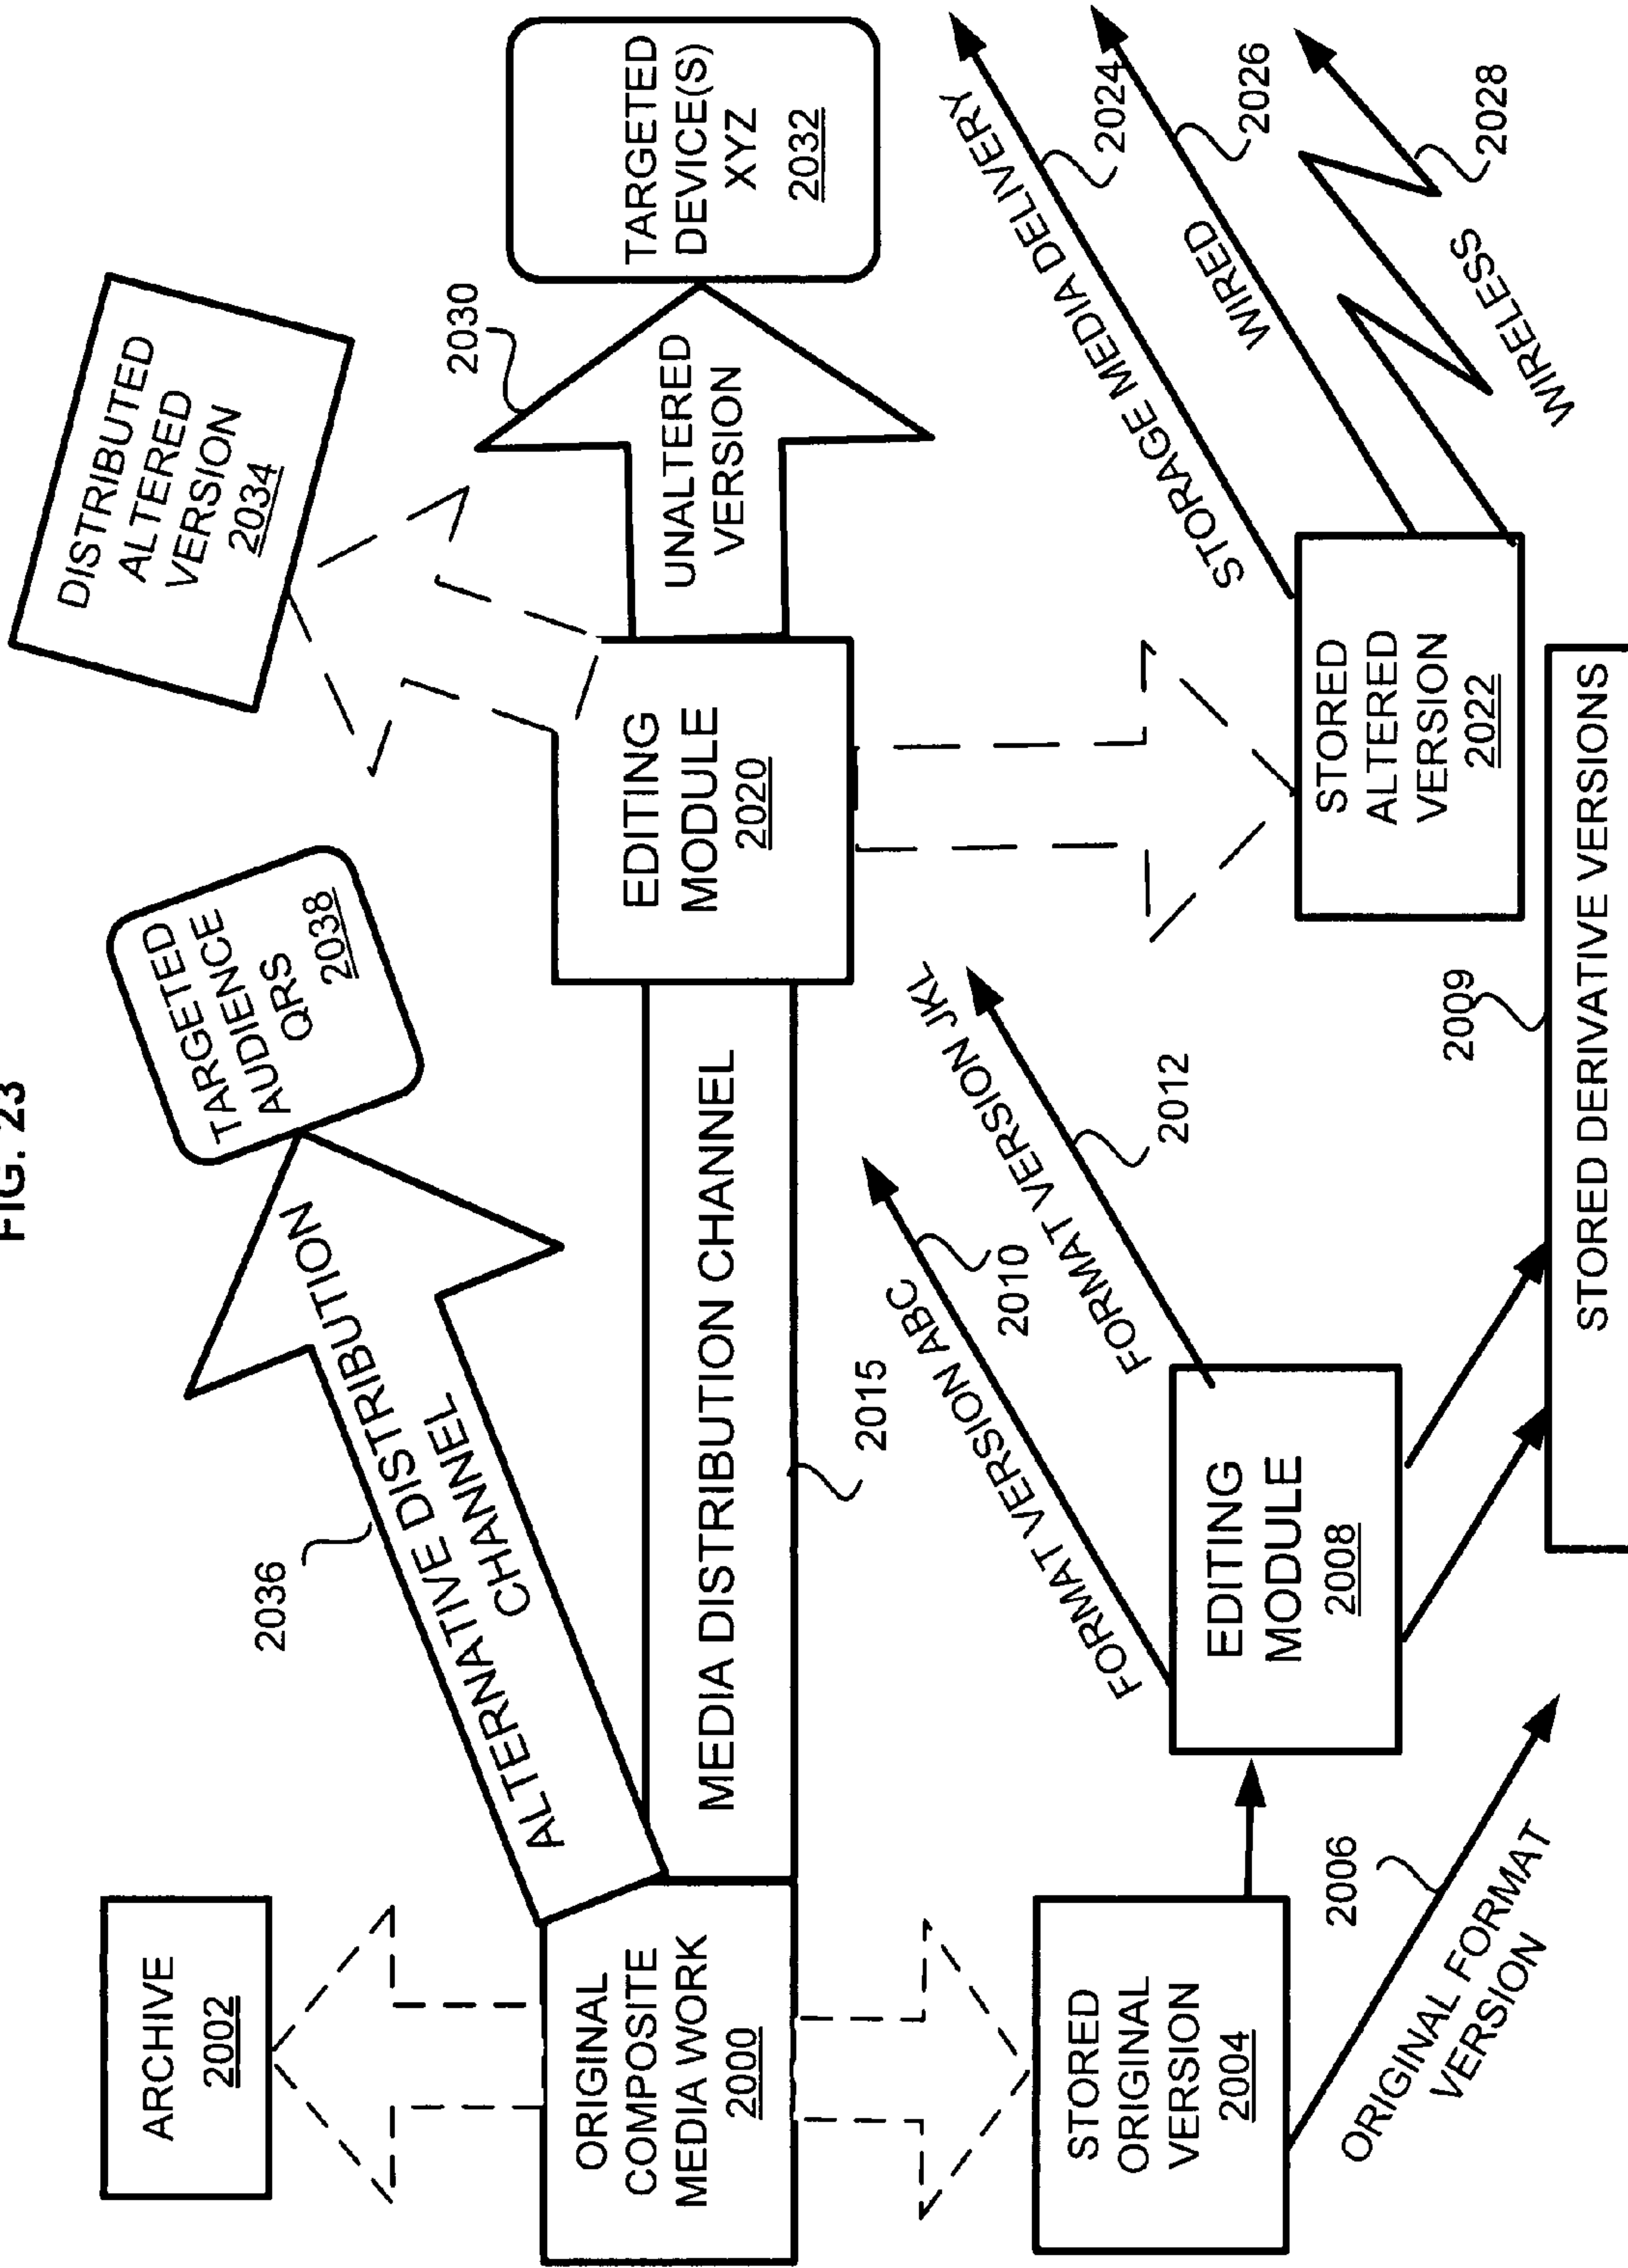 FIG. 23
ARCHIVE
2002
ORIGINAL
COMPOSITE
MEDIA WORK
2000
STORED
ORIGINAL
VERSION
2004
2006
ORIGINAL FORMAT
VERSION
2036
ALTERNATIVE DISTRIBUTION
CHANNEL
TARGETED
AUDIENCE
QRS
2038
MEDIA DISTRIBUTION CHANNEL
2015
EDITING
MODULE
2008
FORMAT VERSION ABC
2010
FORMAT VERSION JKL
2012
2009
STORED DERIVATIVE VERSIONS
EDITING
MODULE
2020
DISTRIBUTED
ALTERED
VERSION
2034
2030
UNALTERED
VERSION
TARGETED
DEVICE(S)
XYZ
2032
STORED
ALTERED
VERSION
2022
STORAGE MEDIA DELIVERY
2024
WIRED
2026
WIRELESS
2028